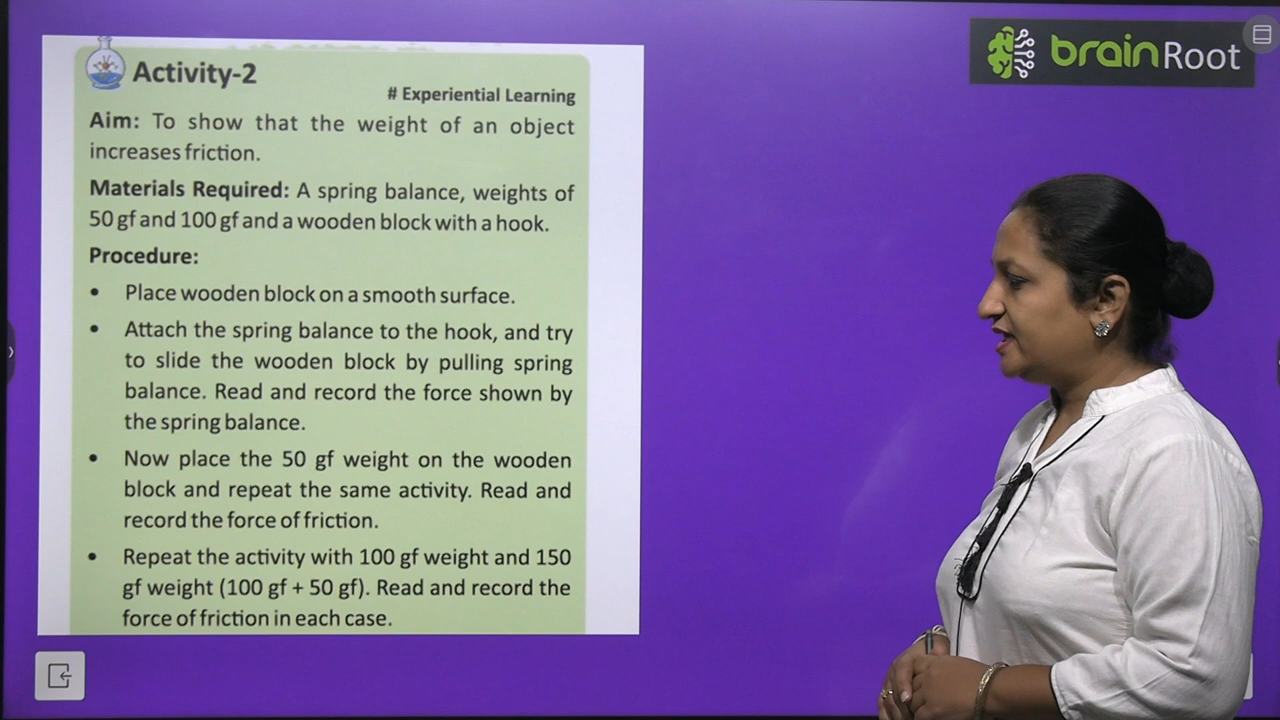 Activity-2
# Experiential Learning
Aim: To show that the weight of an object
increases friction.
Materials Required: A spring balance, weights of
50 gf and 100 gf and a wooden block with a hook.
Procedure:
• Place wooden block on a smooth surface.
• Attach the spring balance to the hook, and try
to slide the wooden block by pulling spring
balance. Read and record the force shown by
the spring balance.
• Now place the 50 gf weight on the wooden
block and repeat the same activity. Read and
record the force of friction.
• Repeat the activity with 100 gf weight and 150
gf weight (100 gf + 50 gf). Read and record the
force of friction in each case.
brainRoot